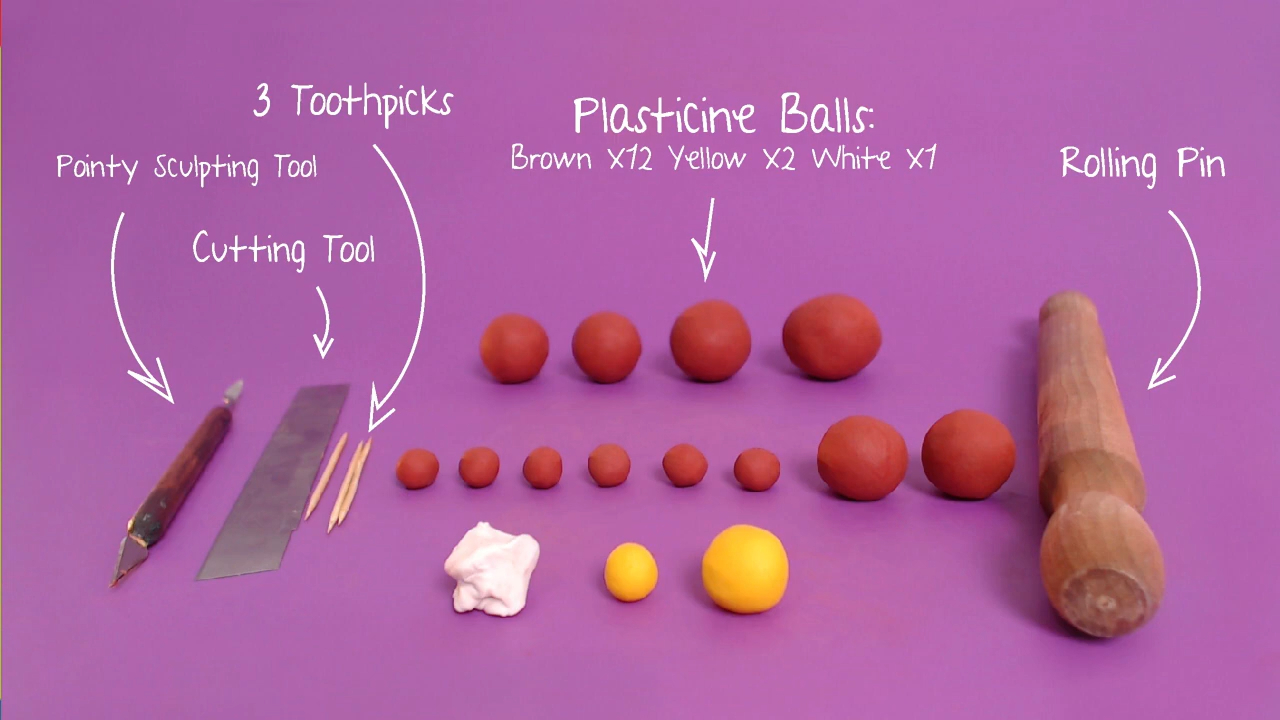 3 Toothpicks
Plasticine Balls:
Brown X12 Yellow X2 White X1
Pointy Sculpting Tool
Rolling Pin
Cutting Tool